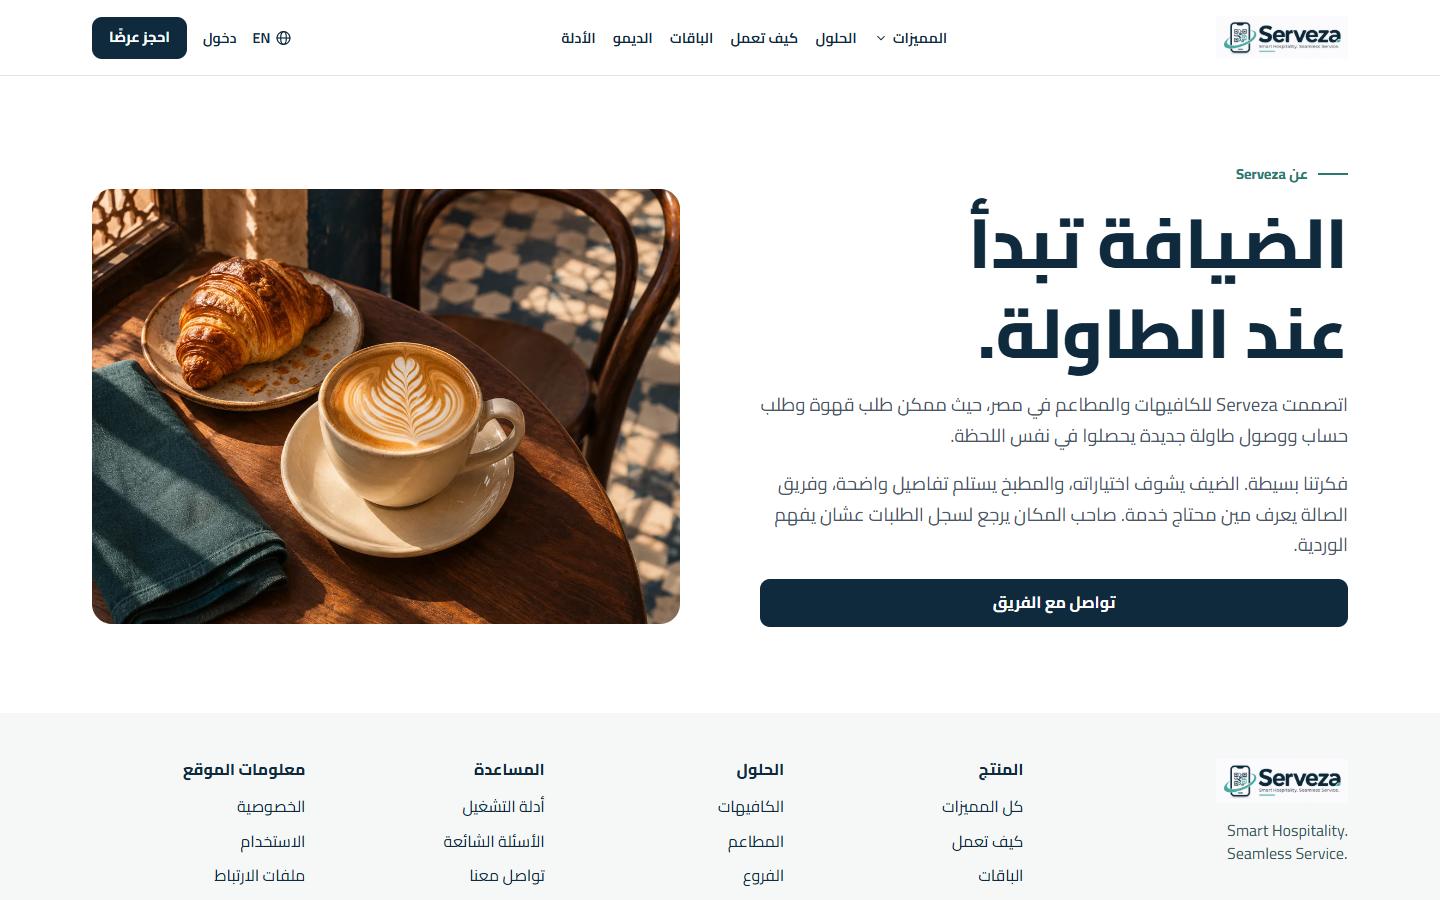 Serveza
Smart Hospitality. Seamless Service.
المميزات
الحلول
كيف تعمل
الباقات
الديمو
الأدلة
EN
دخول
احجز عرضًا
عن Serveza
الضيافة تبدأ
عند الطاولة.
اتصممت Serveza للكافيهات والمطاعم في مصر، حيث ممكن طلب قهوة وطلب
حساب ووصول طاولة جديدة يحصلوا في نفس اللحظة.
فكرتنا بسيطة. الضيف يشوف اختياراته، والمطبخ يستلم تفاصيل واضحة، وفريق
الصالة يعرف مين محتاج خدمة. صاحب المكان يرجع لسجل الطلبات عشان يفهم
الوردية.
تواصل مع الفريق
Serveza
Smart Hospitality. Seamless Service.
Smart Hospitality.
Seamless Service.
المنتج
كل المميزات
كيف تعمل
الباقات
الحلول
الكافيهات
المطاعم
الفروع
المساعدة
أدلة التشغيل
الأسئلة الشائعة
تواصل معنا
معلومات الموقع
الخصوصية
الاستخدام
ملفات الارتباط